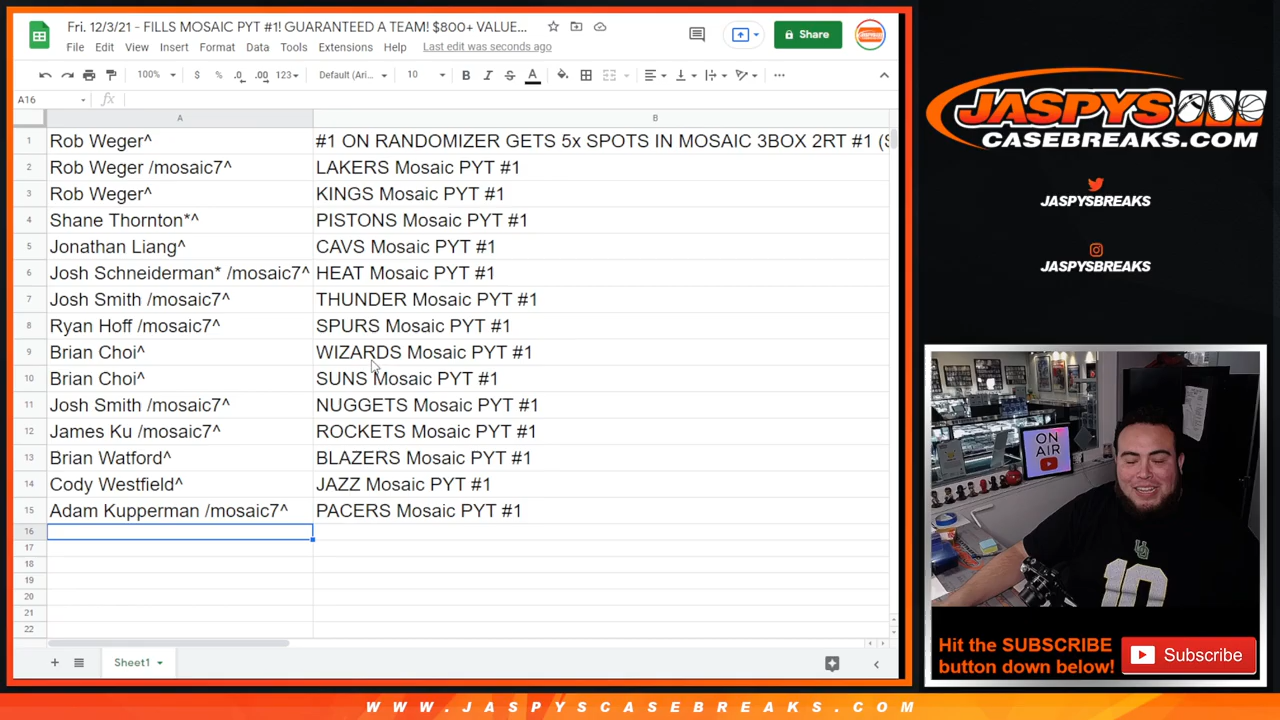 Fri. 12/3/21 - FILLS MOSAIC PYT #1! GUARANTEED A TEAM! $800+ VALUE...
File Edit View Insert Format Data Tools Extensions Help Last edit was seconds ago
Share
100% $ % .0 .00 123 Default (Ari... 10 B I S A
A16 fx
A B
1 Rob Weger^ #1 ON RANDOMIZER GETS 5x SPOTS IN MOSAIC 3BOX 2RT #1 ($
2 Rob Weger /mosaic7^ LAKERS Mosaic PYT #1
3 Rob Weger^ KINGS Mosaic PYT #1
4 Shane Thornton*^ PISTONS Mosaic PYT #1
5 Jonathan Liang^ CAVS Mosaic PYT #1
6 Josh Schneiderman* /mosaic7^ HEAT Mosaic PYT #1
7 Josh Smith /mosaic7^ THUNDER Mosaic PYT #1
8 Ryan Hoff /mosaic7^ SPURS Mosaic PYT #1
9 Brian Choi^ WIZARDS Mosaic PYT #1
10 Brian Choi^ SUNS Mosaic PYT #1
11 Josh Smith /mosaic7^ NUGGETS Mosaic PYT #1
12 James Ku /mosaic7^ ROCKETS Mosaic PYT #1
13 Brian Watford^ BLAZERS Mosaic PYT #1
14 Cody Westfield^ JAZZ Mosaic PYT #1
15 Adam Kupperman /mosaic7^ PACERS Mosaic PYT #1
16
17
18
19
20
21
22
Sheet1
JASPYS
CASEBREAKS.COM
JASPYSBREAKS
JASPYSBREAKS
ON
AIR
10
Hit the SUBSCRIBE
button down below!
Subscribe
WWW.JASPYSCASEBREAKS.COM